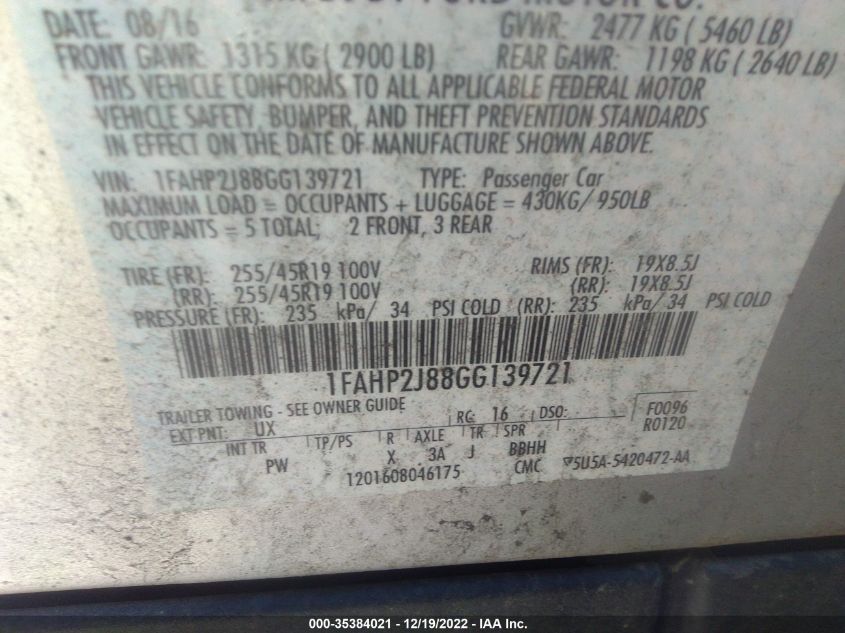 MFD. BY FORD MOTOR CO.
DATE: 08/16 GVWR: 2477 KG ( 5460 LB)
FRONT GAWR: 1315 KG ( 2900 LB) REAR GAWR: 1198 KG ( 2640 LB)
THIS VEHICLE CONFORMS TO ALL APPLICABLE FEDERAL MOTOR
VEHICLE SAFETY, BUMPER, AND THEFT PREVENTION STANDARDS
IN EFFECT ON THE DATE OF MANUFACTURE SHOWN ABOVE.
VIN: 1FAHP2J88GG139721 TYPE: Passenger Car
MAXIMUM LOAD = OCCUPANTS + LUGGAGE = 430KG/ 950LB
OCCUPANTS = 5 TOTAL; 2 FRONT, 3 REAR
TIRE (FR): 255/45R19 100V RIMS (FR): 19X8.5J
(RR): 255/45R19 100V (RR): 19X8.5J
PRESSURE (FR): 235 kPa/ 34 PSI COLD (RR): 235 kPa/ 34 PSI COLD
1FAHP2J88GG139721
TRAILER TOWING - SEE OWNER GUIDE
EXT PNT: UX RC: 16 DSO: F0096
R0120
INT TR TP/PS R AXLE TR SPR
PW X 3A J BBHH
CMC 5U5A-5420472-AA
1201608046175
000-35384021 - 12/19/2022 - IAA Inc.